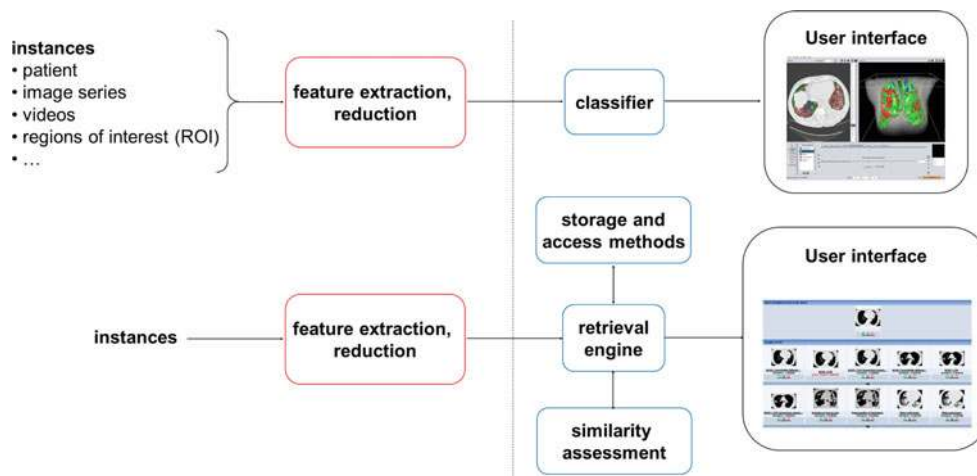 instances
• patient
• image series
• videos
• regions of interest (ROI)
• …
feature extraction,
reduction
classifier
User interface
storage and
access methods
instances
feature extraction,
reduction
retrieval
engine
similarity
assessment
User interface